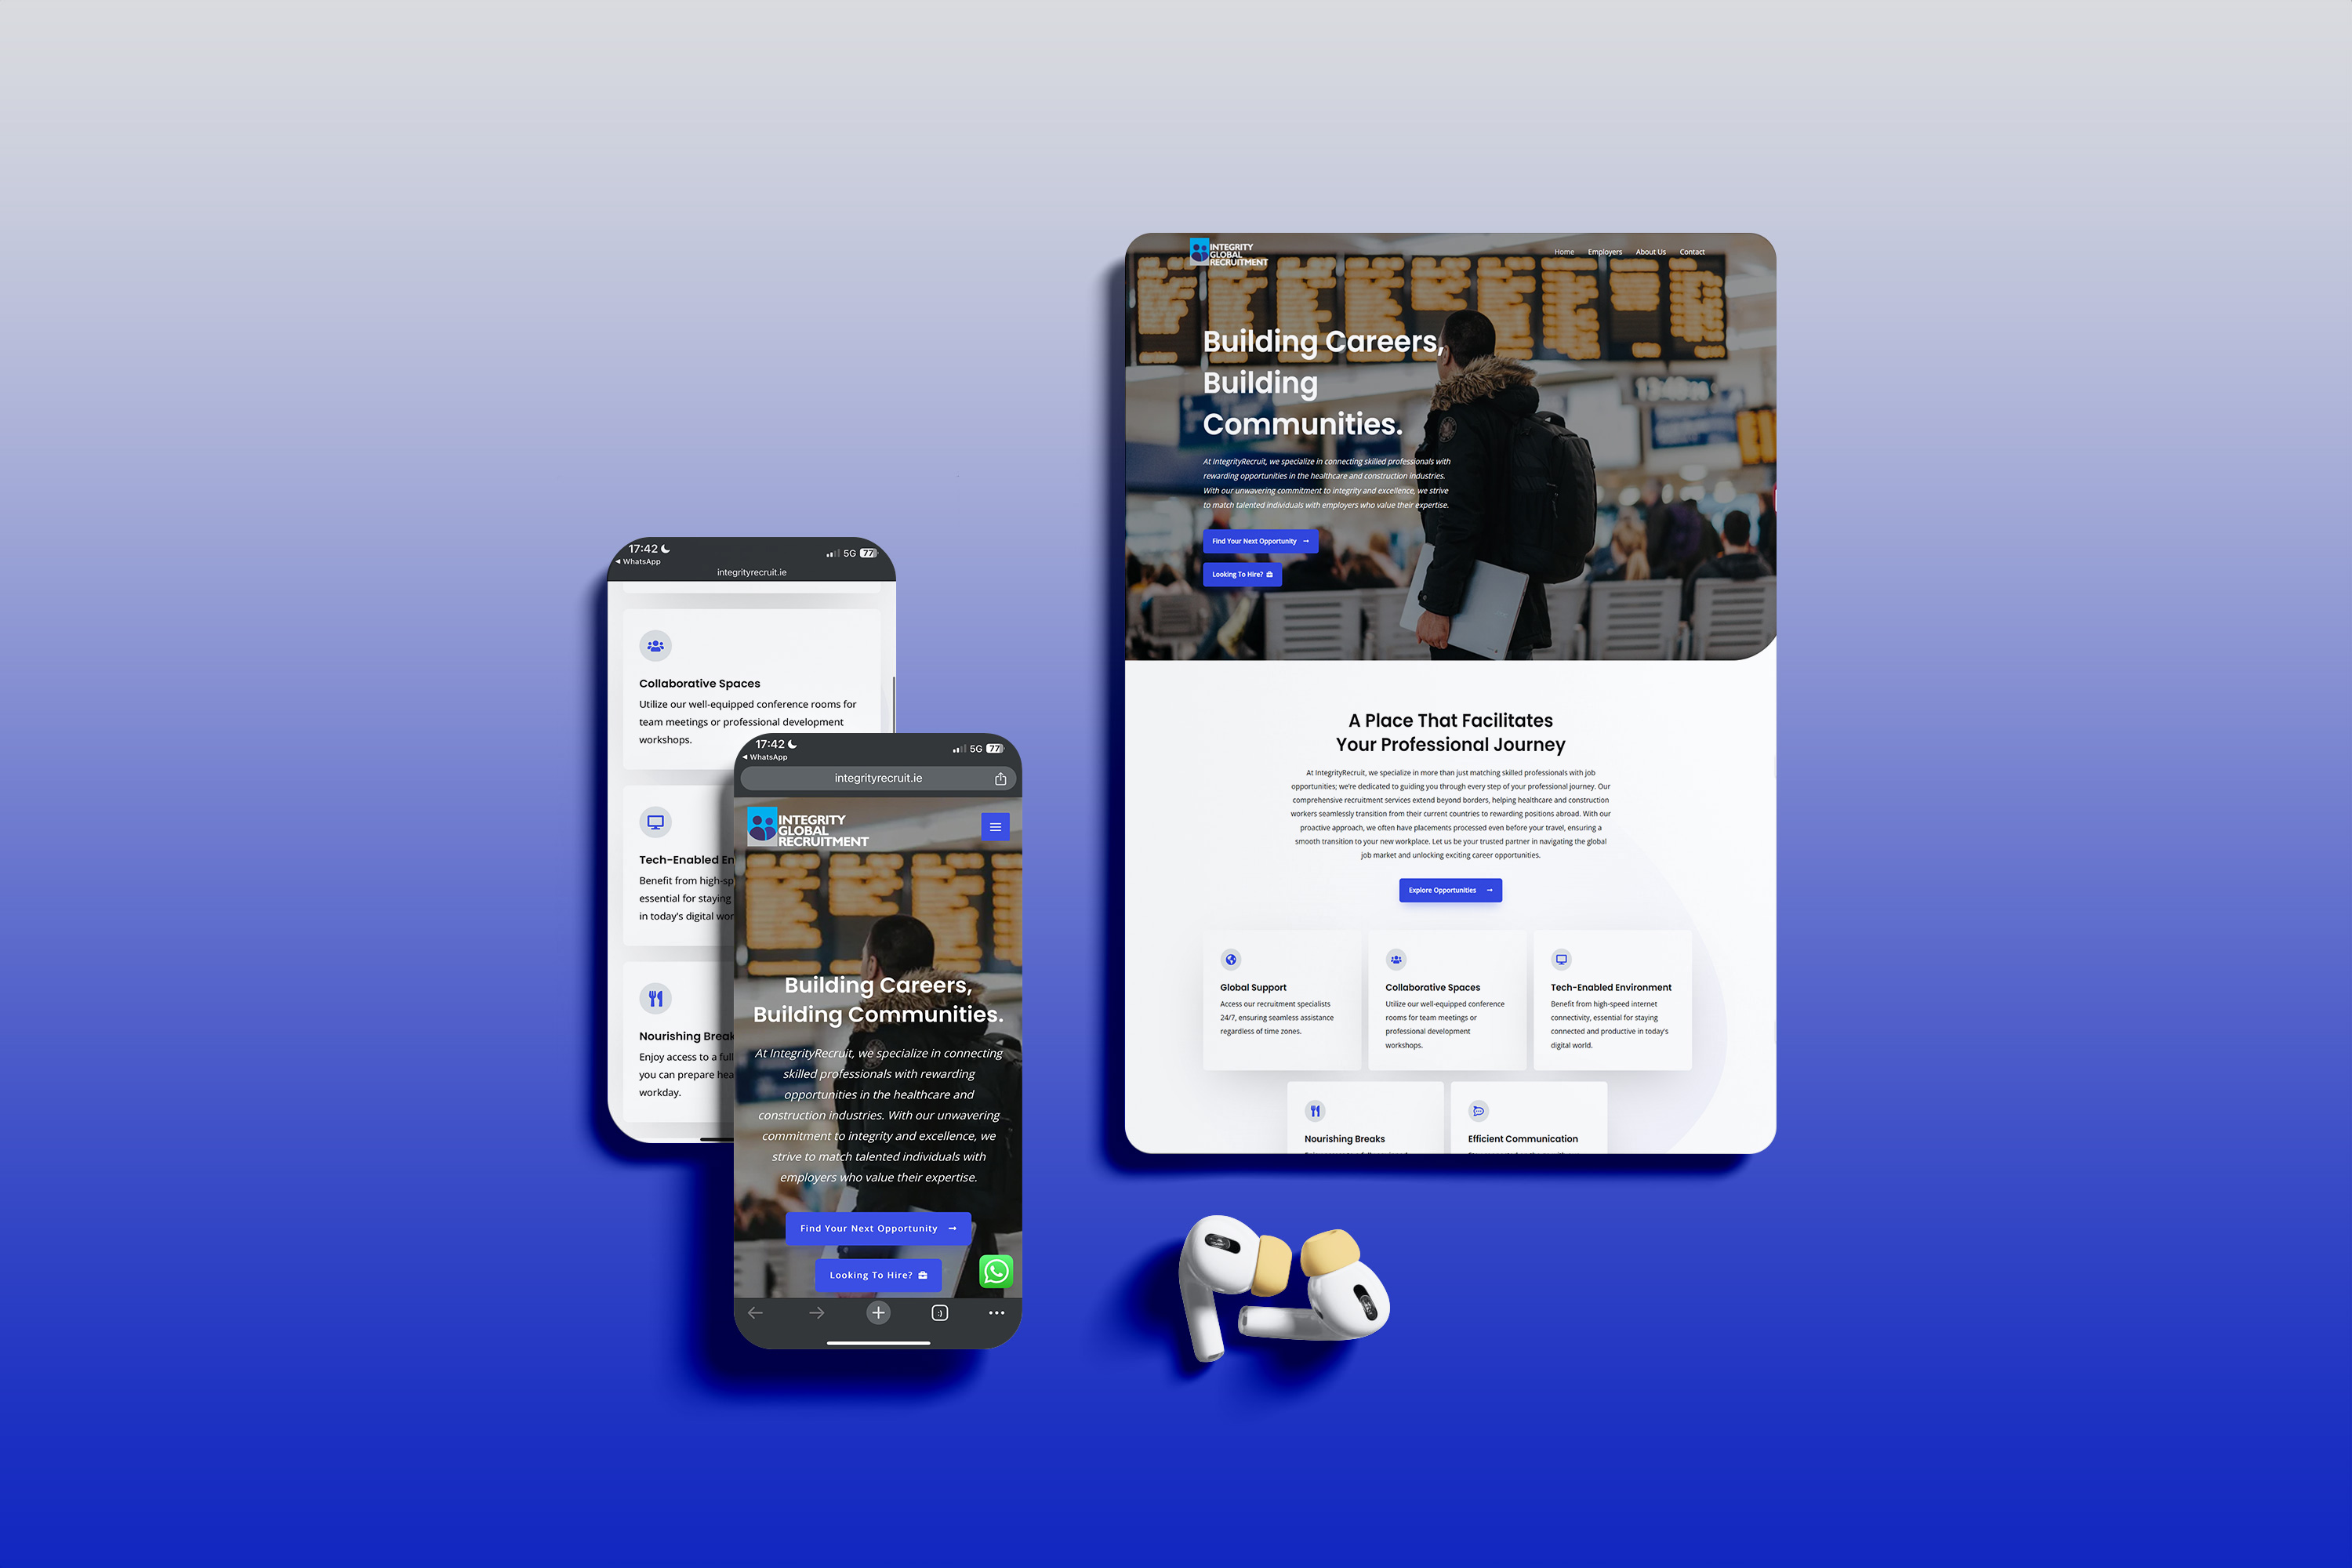 17:42
5G 77
◀ WhatsApp
integrityrecruit.ie
Collaborative Spaces
Utilize our well-equipped conference rooms for
team meetings or professional development
workshops.
Tech-Enabled
Benefit from
essential for staying
in today's digital
Nourishing
Enjoy access to a
you can prepare
workday.
17:42
5G 77
◀ WhatsApp
integrityrecruit.ie
INTEGRITY
GLOBAL
RECRUITMENT
Building Careers,
Building Communities.
At IntegrityRecruit, we specialize in connecting
skilled professionals with rewarding
opportunities in the healthcare and
construction industries. With our unwavering
commitment to integrity and excellence, we
strive to match talented individuals with
employers who value their expertise.
Find Your Next Opportunity →
Looking To Hire?
:)
INTEGRITY
GLOBAL
RECRUITMENT
Home Employers About Us Contact
Building Careers,
Building
Communities.
At IntegrityRecruit, we specialize in connecting skilled professionals with
rewarding opportunities in the healthcare and construction industries.
With our unwavering commitment to integrity and excellence, we strive
to match talented individuals with employers who value their expertise.
Find Your Next Opportunity →
Looking To Hire?
A Place That Facilitates
Your Professional Journey
At IntegrityRecruit, we specialize in more than just matching skilled professionals with job
opportunities; we're dedicated to guiding you through every step of your professional journey. Our
comprehensive recruitment services extend beyond borders, helping healthcare and construction
workers seamlessly transition from their current countries to rewarding positions abroad. With our
proactive approach, we often have placements processed even before your travel, ensuring a
smooth transition to your new workplace. Let us be your trusted partner in navigating the global
job market and unlocking exciting career opportunities.
Explore Opportunities →
Global Support
Access our recruitment specialists
24/7, ensuring seamless assistance
regardless of time zones.
Collaborative Spaces
Utilize our well-equipped conference
rooms for team meetings or
professional development
workshops.
Tech-Enabled Environment
Benefit from high-speed internet
connectivity, essential for staying
connected and productive in today's
digital world.
Nourishing Breaks
Efficient Communication